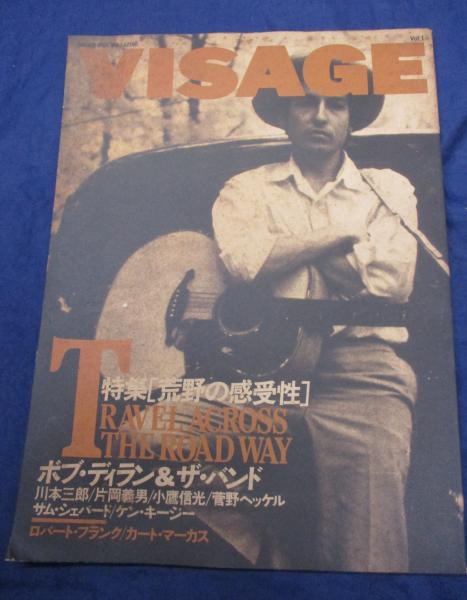 VISAGE
Vol.1
特集[荒野の感受性]
TRAVEL ACROSS
THE ROAD WAY
ボブ・ディラン&ザ・バンド
川本三郎/片岡義男/小鷹信光/菅野ヘッケル
サム・シェパード/ケン・キージー
ロバート・フランク/カート・マーカス